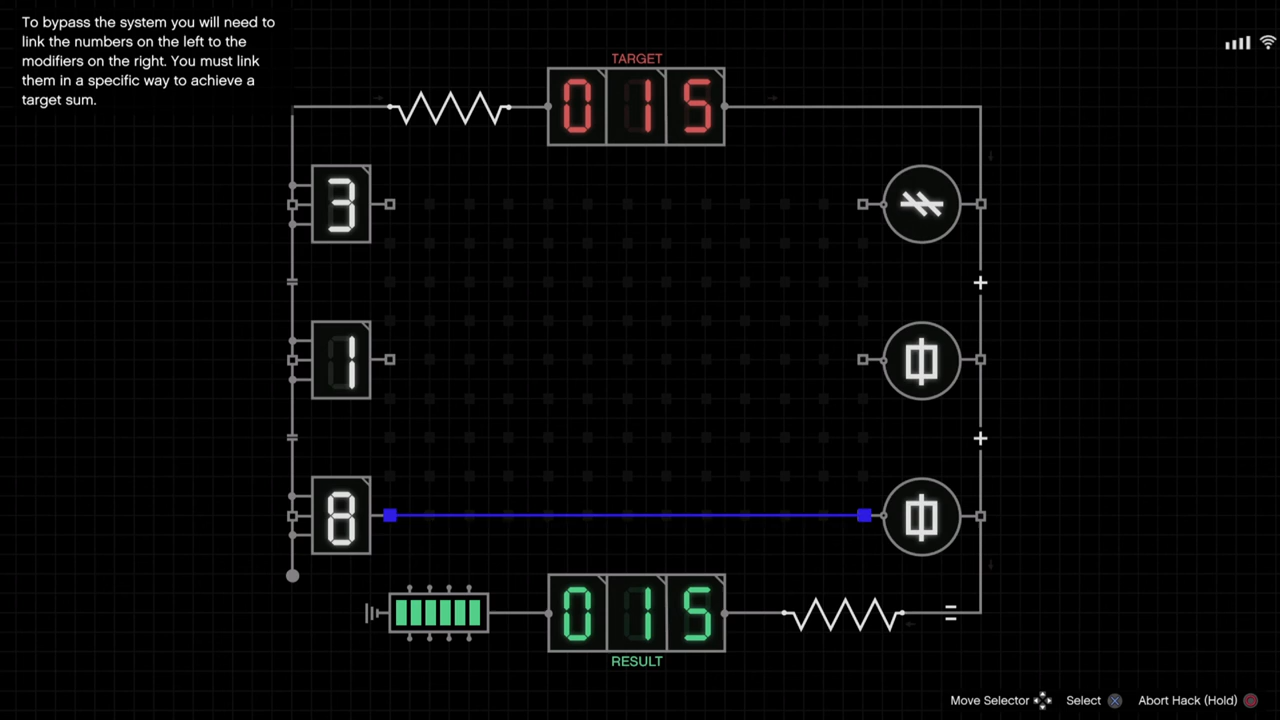 To bypass the system you will need to
link the numbers on the left to the
modifiers on the right. You must link
them in a specific way to achieve a
target sum.
TARGET
015
3
1
8
+
+
=
015
RESULT
Move Selector
Select
Abort Hack (Hold)